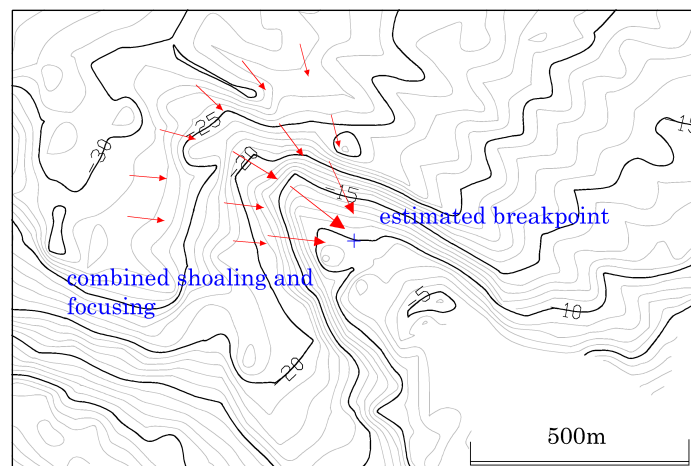 -25
15
-30
-20
-15
estimated breakpoint
combined shoaling and
focusing
-5
10
-20
500m